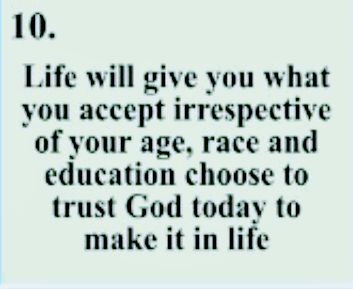 10.
Life will give you what
you accept irrespective
of your age, race and
education choose to
trust God today to
make it in life